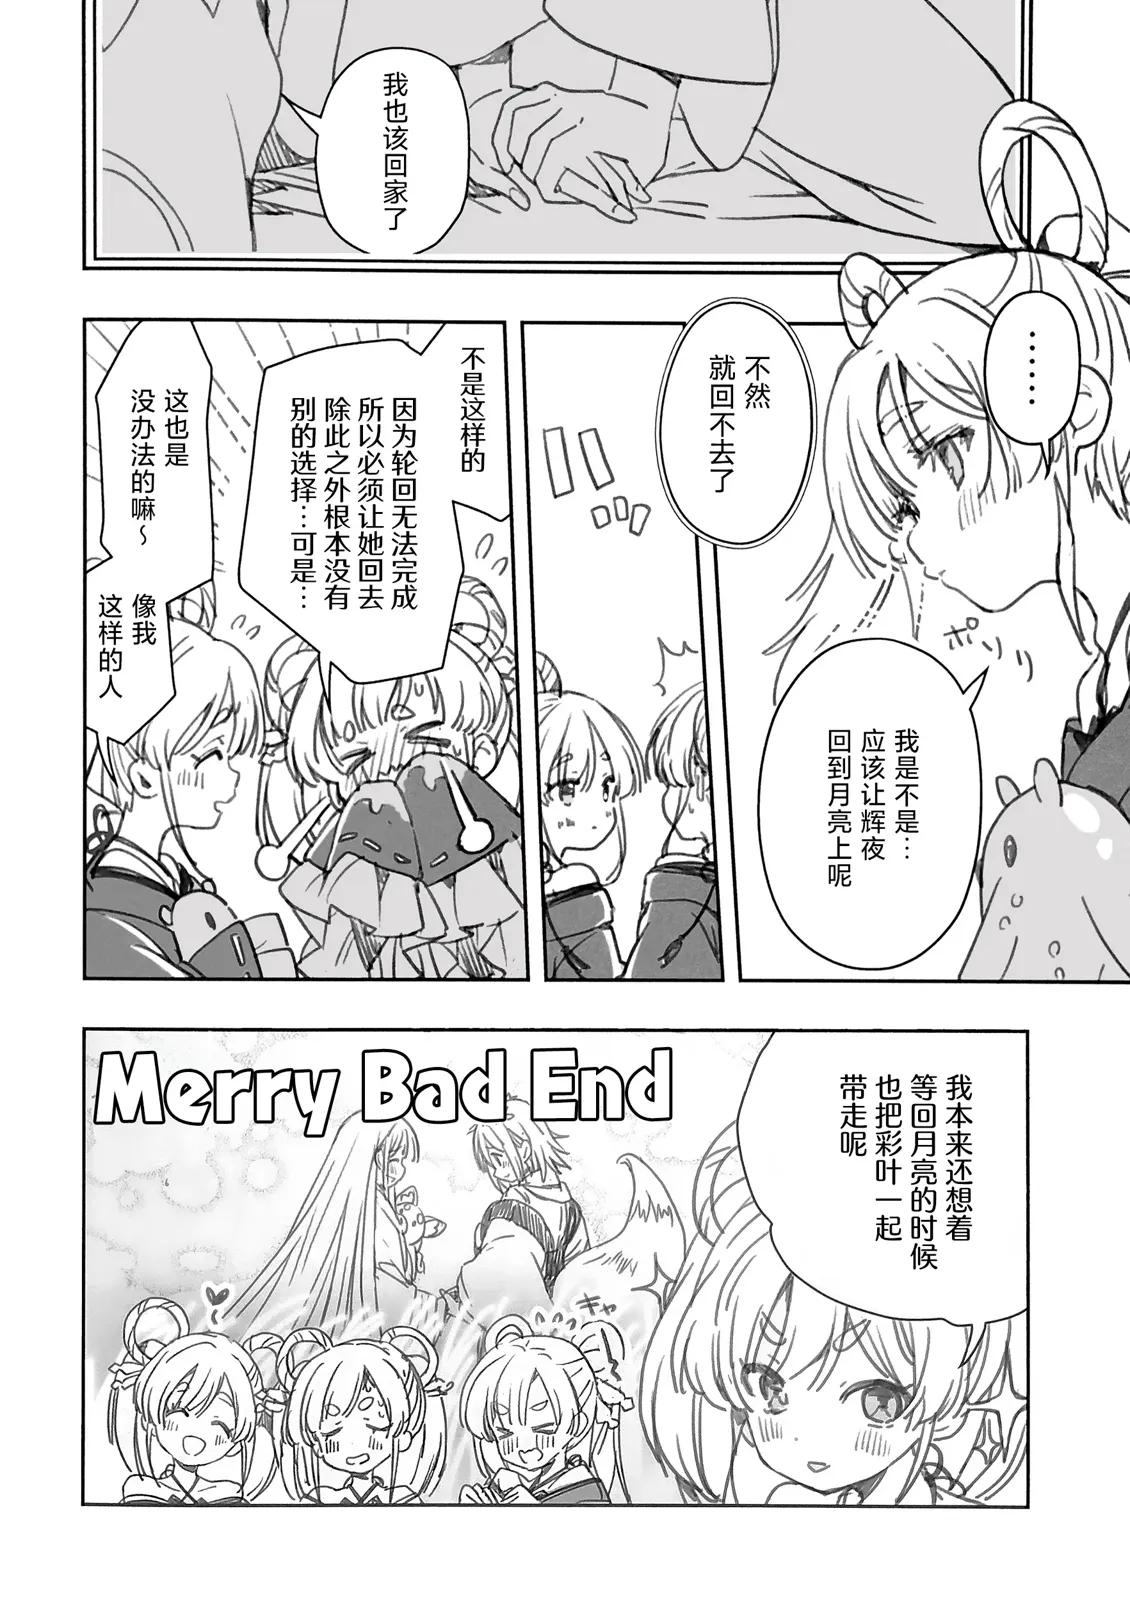 我也该回家了
……
不然
就回不去了
ポリリ
我是不是…
应该让辉夜
回到月亮上呢
不是这样的
因为轮回无法完成
所以必须让她回去
除此之外根本没有
别的选择…可是…
这也是
没办法的嘛~
像我
这样的人
我本来还想着
等回月亮的时候
也把彩叶一起
带走呢
Merry Bad End
キャ